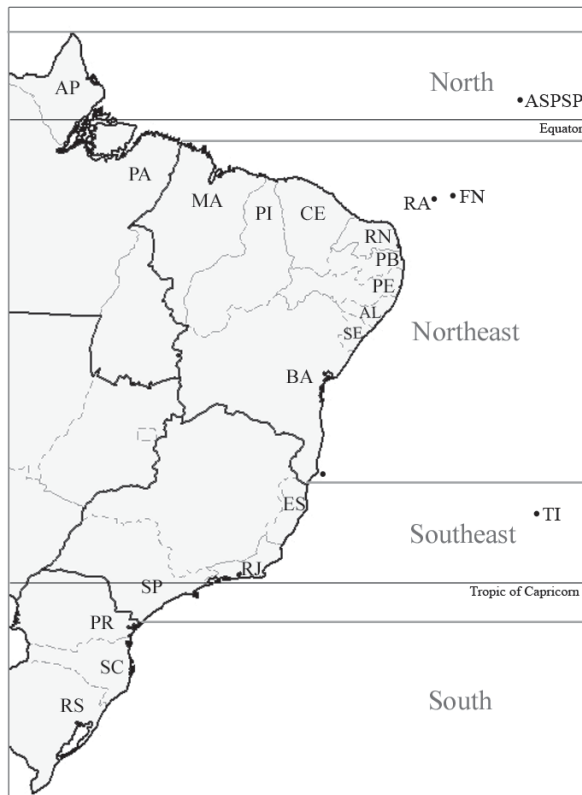 AP
North
ASPSP
Equator
PA
MA
PI
CE
RA
FN
RN
PB
PE
AL
SE
Northeast
BA
ES
TI
Southeast
RJ
SP
Tropic of Capricorn
PR
SC
RS
South